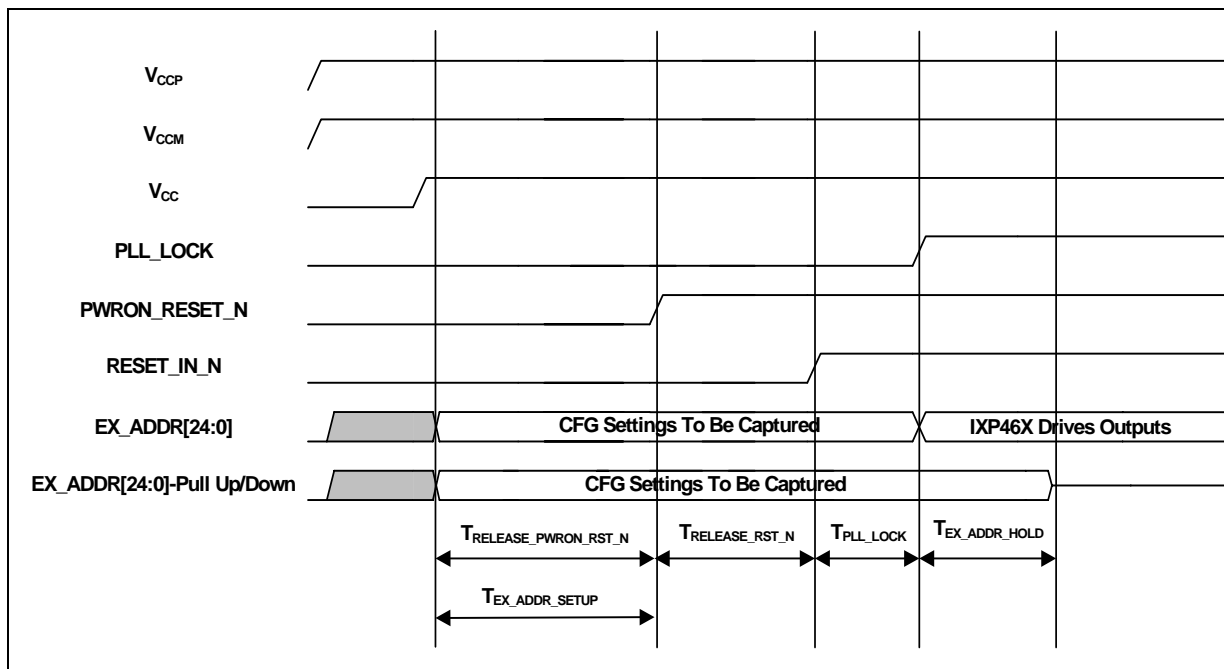 VCCP
VCCM
VCC
PLL_LOCK
PWRON_RESET_N
RESET_IN_N
EX_ADDR[24:0] CFG Settings To Be Captured IXP46X Drives Outputs
EX_ADDR[24:0]-Pull Up/Down CFG Settings To Be Captured
TRELEASE_PWRON_RST_N TRELEASE_RST_N TPLL_LOCK TEX_ADDR_HOLD
TEX_ADDR_SETUP